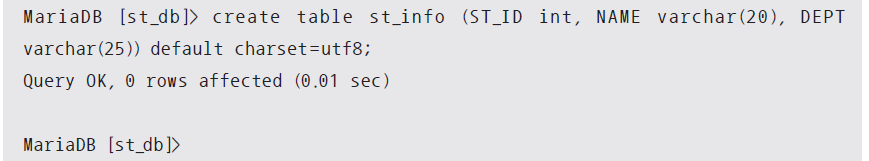 MariaDB [st_db]> create table st_info (ST_ID int, NAME varchar(20), DEPT
varchar(25)) default charset=utf8;
Query OK, 0 rows affected (0.01 sec)
MariaDB [st_db]>